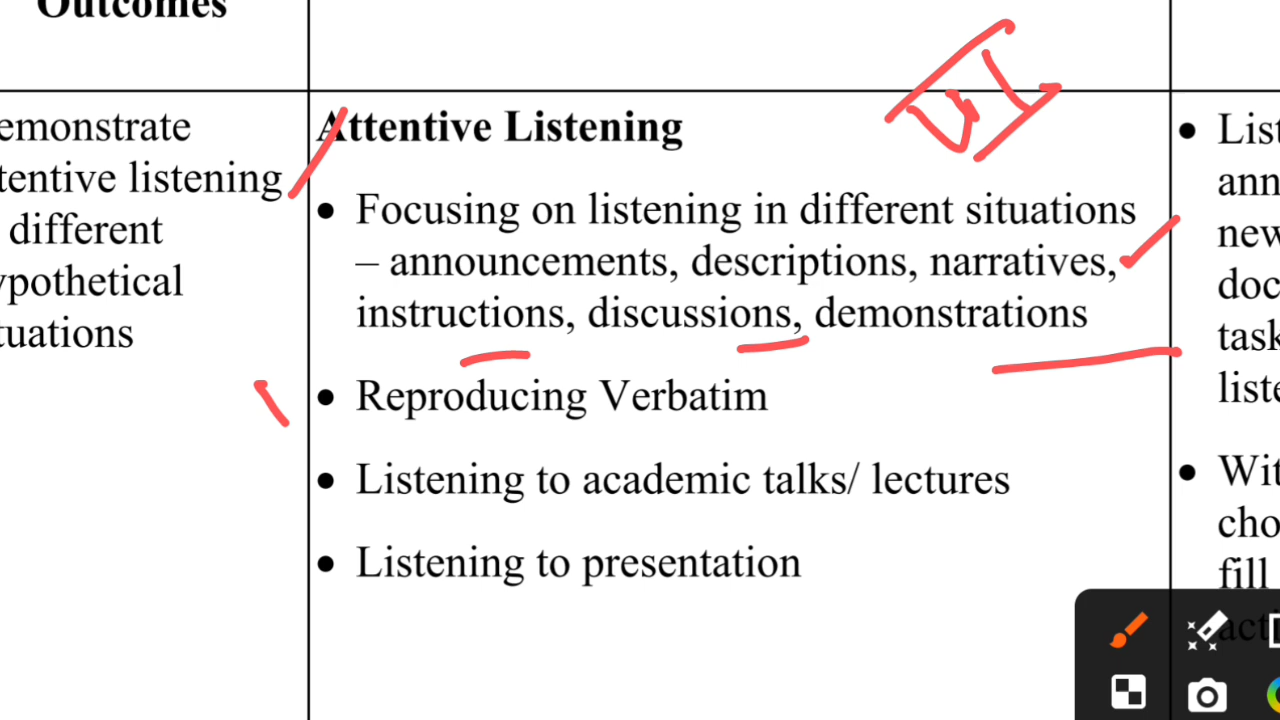 Outcomes
emonstrate
tentive listening
different
ypothetical
tuations
Attentive Listening
• Focusing on listening in different situations
– announcements, descriptions, narratives,
instructions, discussions, demonstrations
• Reproducing Verbatim
• Listening to academic talks/ lectures
• Listening to presentation
• List
ann
new
doc
task
liste
• Wit
cho
fill
acti